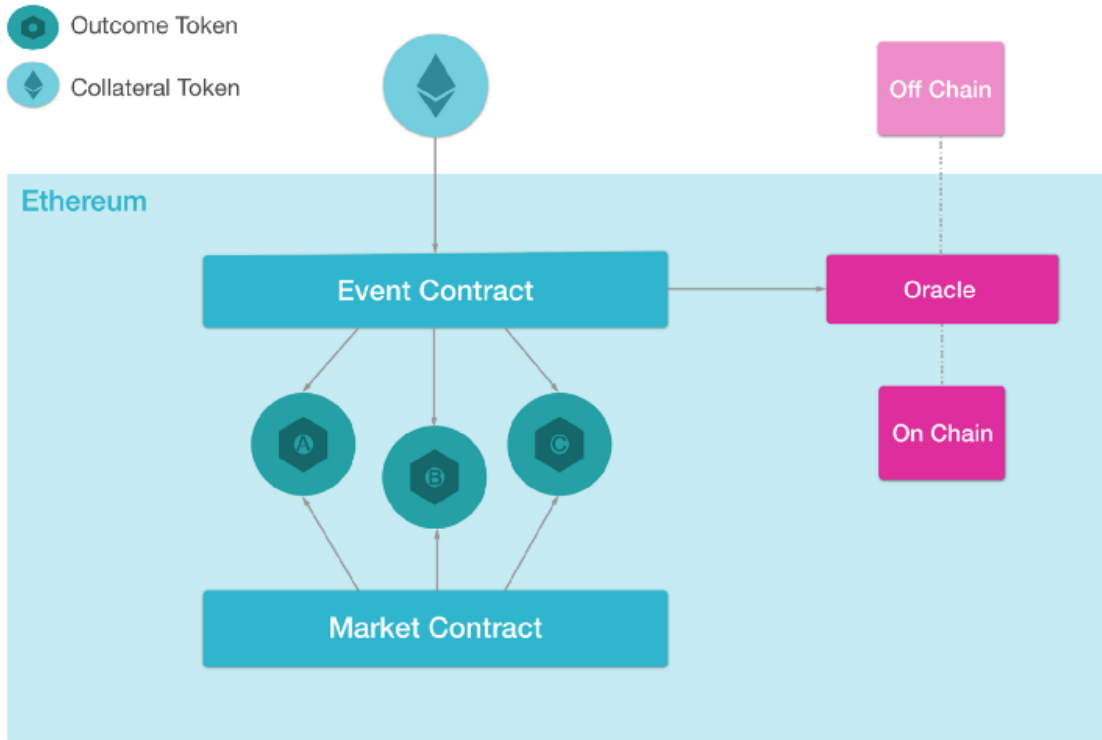 Outcome Token
Collateral Token
Off Chain
Ethereum
Event Contract
Oracle
A
B
C
On Chain
Market Contract